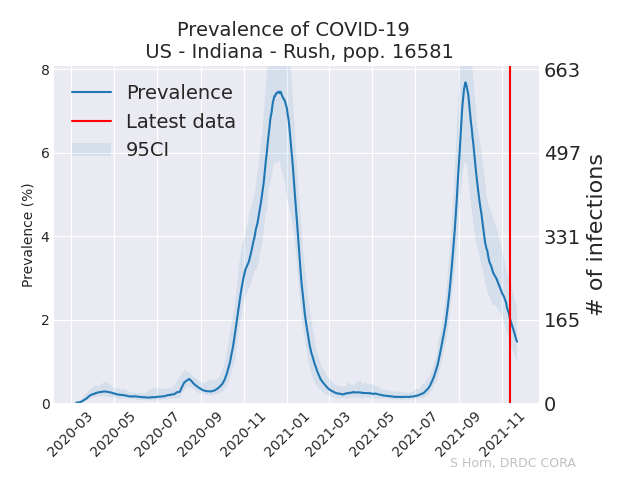 Prevalence of COVID-19
US - Indiana - Rush, pop. 16581
Prevalence
Latest data
95CI
Prevalence (%)
8
6
4
2
0
663
497
331
165
0
# of infections
2020-03
2020-05
2020-07
2020-09
2020-11
2021-01
2021-03
2021-05
2021-07
2021-09
2021-11
S Horn, DRDC CORA